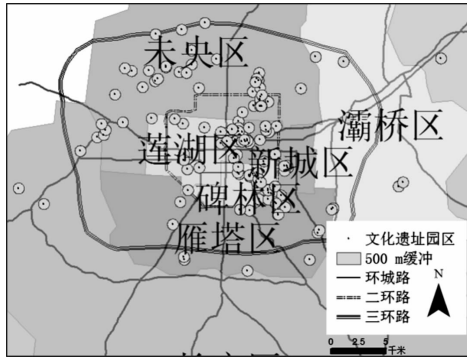 未央区
灞桥区
莲湖区
新城区
碑林区
雁塔区
文化遗址园区
500 m缓冲
环城路
二环路
三环路
N
0 2.5 5
千米